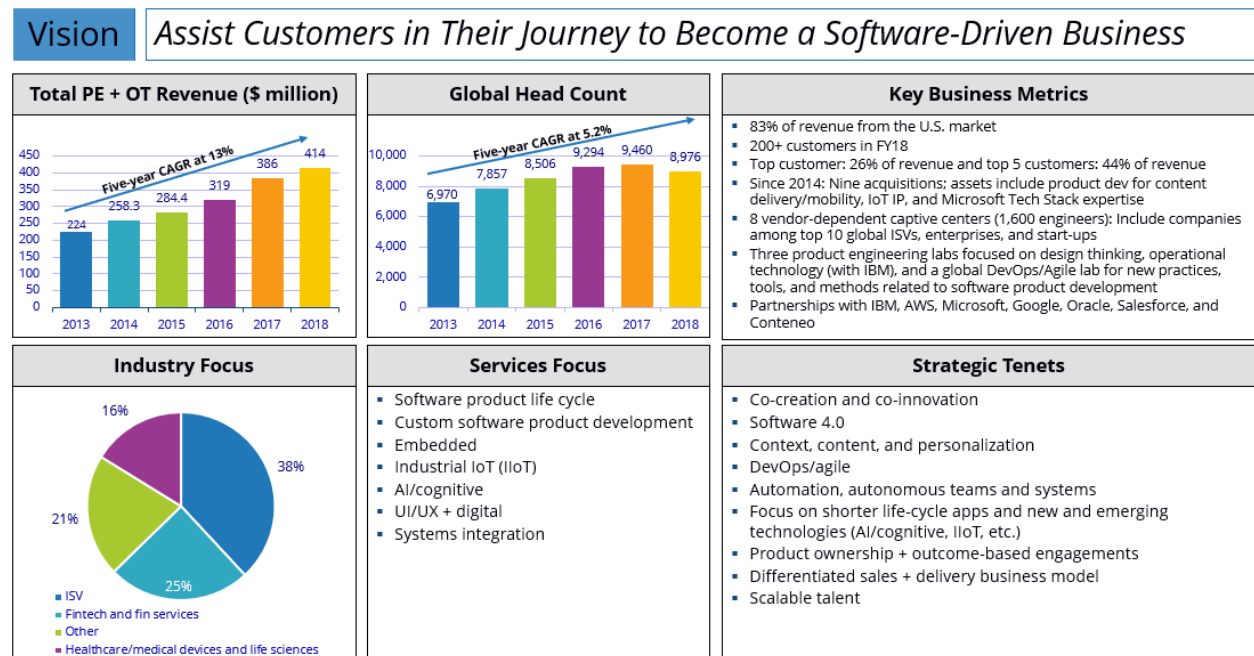 Vision
Assist Customers in Their Journey to Become a Software-Driven Business
Total PE + OT Revenue ($ million)
Five-year CAGR at 13%
450
400
350
300
250
200
150
100
50
0
224
258.3
284.4
319
386
414
2013
2014
2015
2016
2017
2018
Global Head Count
Five-year CAGR at 5.2%
10,000
8,000
6,000
4,000
2,000
0
6,970
7,857
8,506
9,294
9,460
8,976
2013
2014
2015
2016
2017
2018
Key Business Metrics
▪ 83% of revenue from the U.S. market
▪ 200+ customers in FY18
▪ Top customer: 26% of revenue and top 5 customers: 44% of revenue
▪ Since 2014: Nine acquisitions; assets include product dev for content
delivery/mobility, IoT IP, and Microsoft Tech Stack expertise
▪ 8 vendor-dependent captive centers (1,600 engineers): Include companies
among top 10 global ISVs, enterprises, and start-ups
▪ Three product engineering labs focused on design thinking, operational
technology (with IBM), and a global DevOps/Agile lab for new practices,
tools, and methods related to software product development
▪ Partnerships with IBM, AWS, Microsoft, Google, Oracle, Salesforce, and
Conteneo
Industry Focus
16%
38%
21%
25%
ISV
Fintech and fin services
Other
Healthcare/medical devices and life sciences
Services Focus
▪ Software product life cycle
▪ Custom software product development
▪ Embedded
▪ Industrial IoT (IIoT)
▪ AI/cognitive
▪ UI/UX + digital
▪ Systems integration
Strategic Tenets
▪ Co-creation and co-innovation
▪ Software 4.0
▪ Context, content, and personalization
▪ DevOps/agile
▪ Automation, autonomous teams and systems
▪ Focus on shorter life-cycle apps and new and emerging
technologies (AI/cognitive, IIoT, etc.)
▪ Product ownership + outcome-based engagements
▪ Differentiated sales + delivery business model
▪ Scalable talent